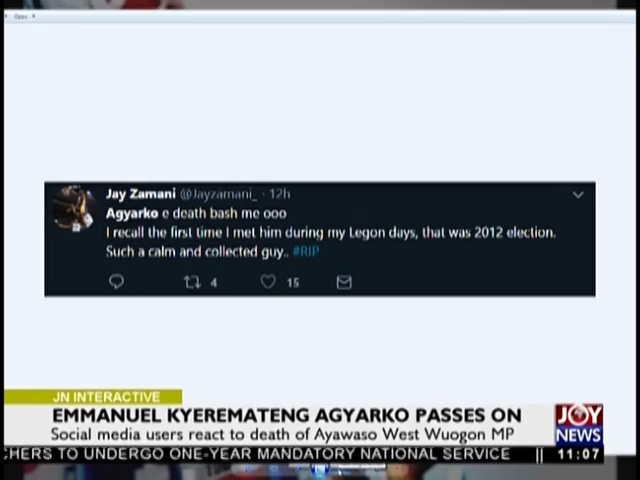 Open
Jay Zamani @Jayzamani_ · 12h
Agyarko e death bash me ooo
I recall the first time I met him during my Legon days, that was 2012 election.
Such a calm and collected guy.. #RIP
4 15
JN INTERACTIVE
EMMANUEL KYEREMATENG AGYARKO PASSES ON
Social media users react to death of Ayawaso West Wuogon MP
JOY
NEWS
CHERS TO UNDERGO ONE-YEAR MANDATORY NATIONAL SERVICE || 11:07